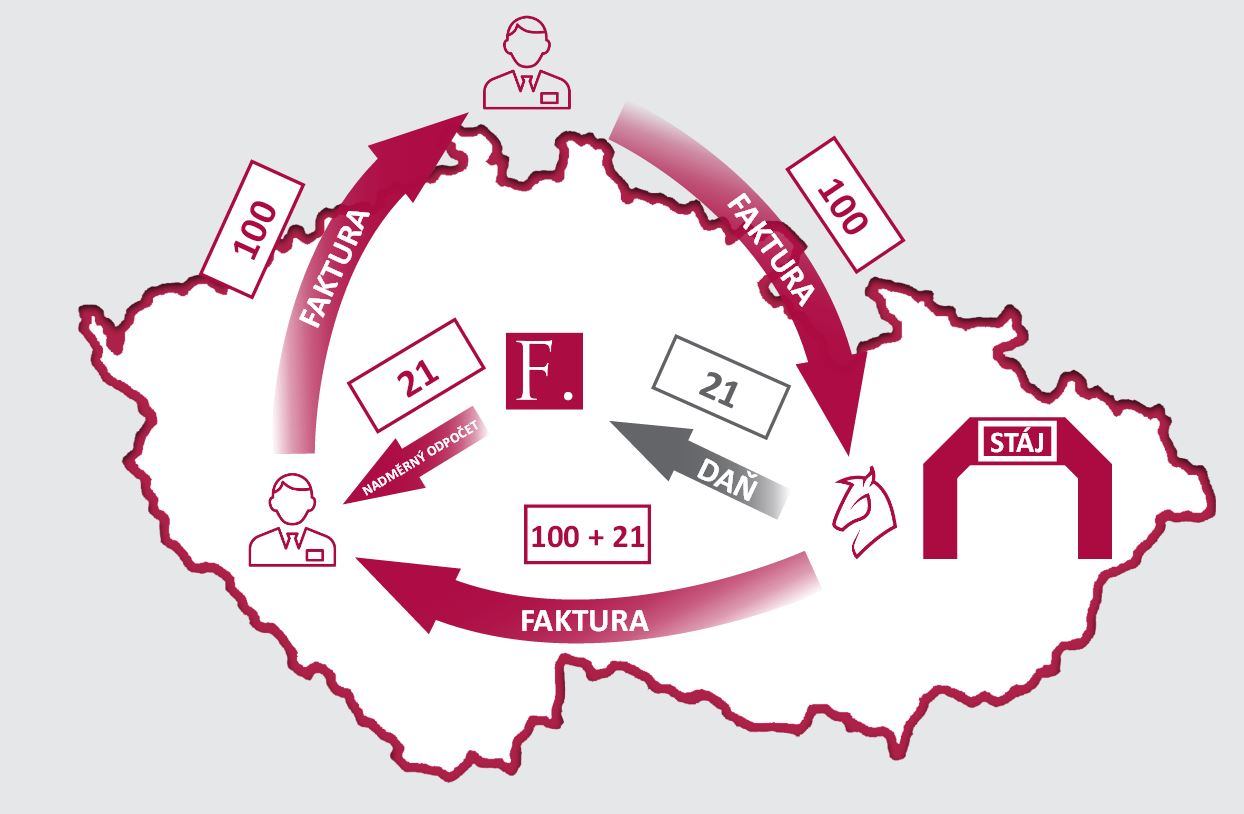 100
FAKTURA
100
FAKTURA
21
NADMĚRNÝ ODPOČET
F.
21
DAŇ
STÁJ
100 + 21
FAKTURA